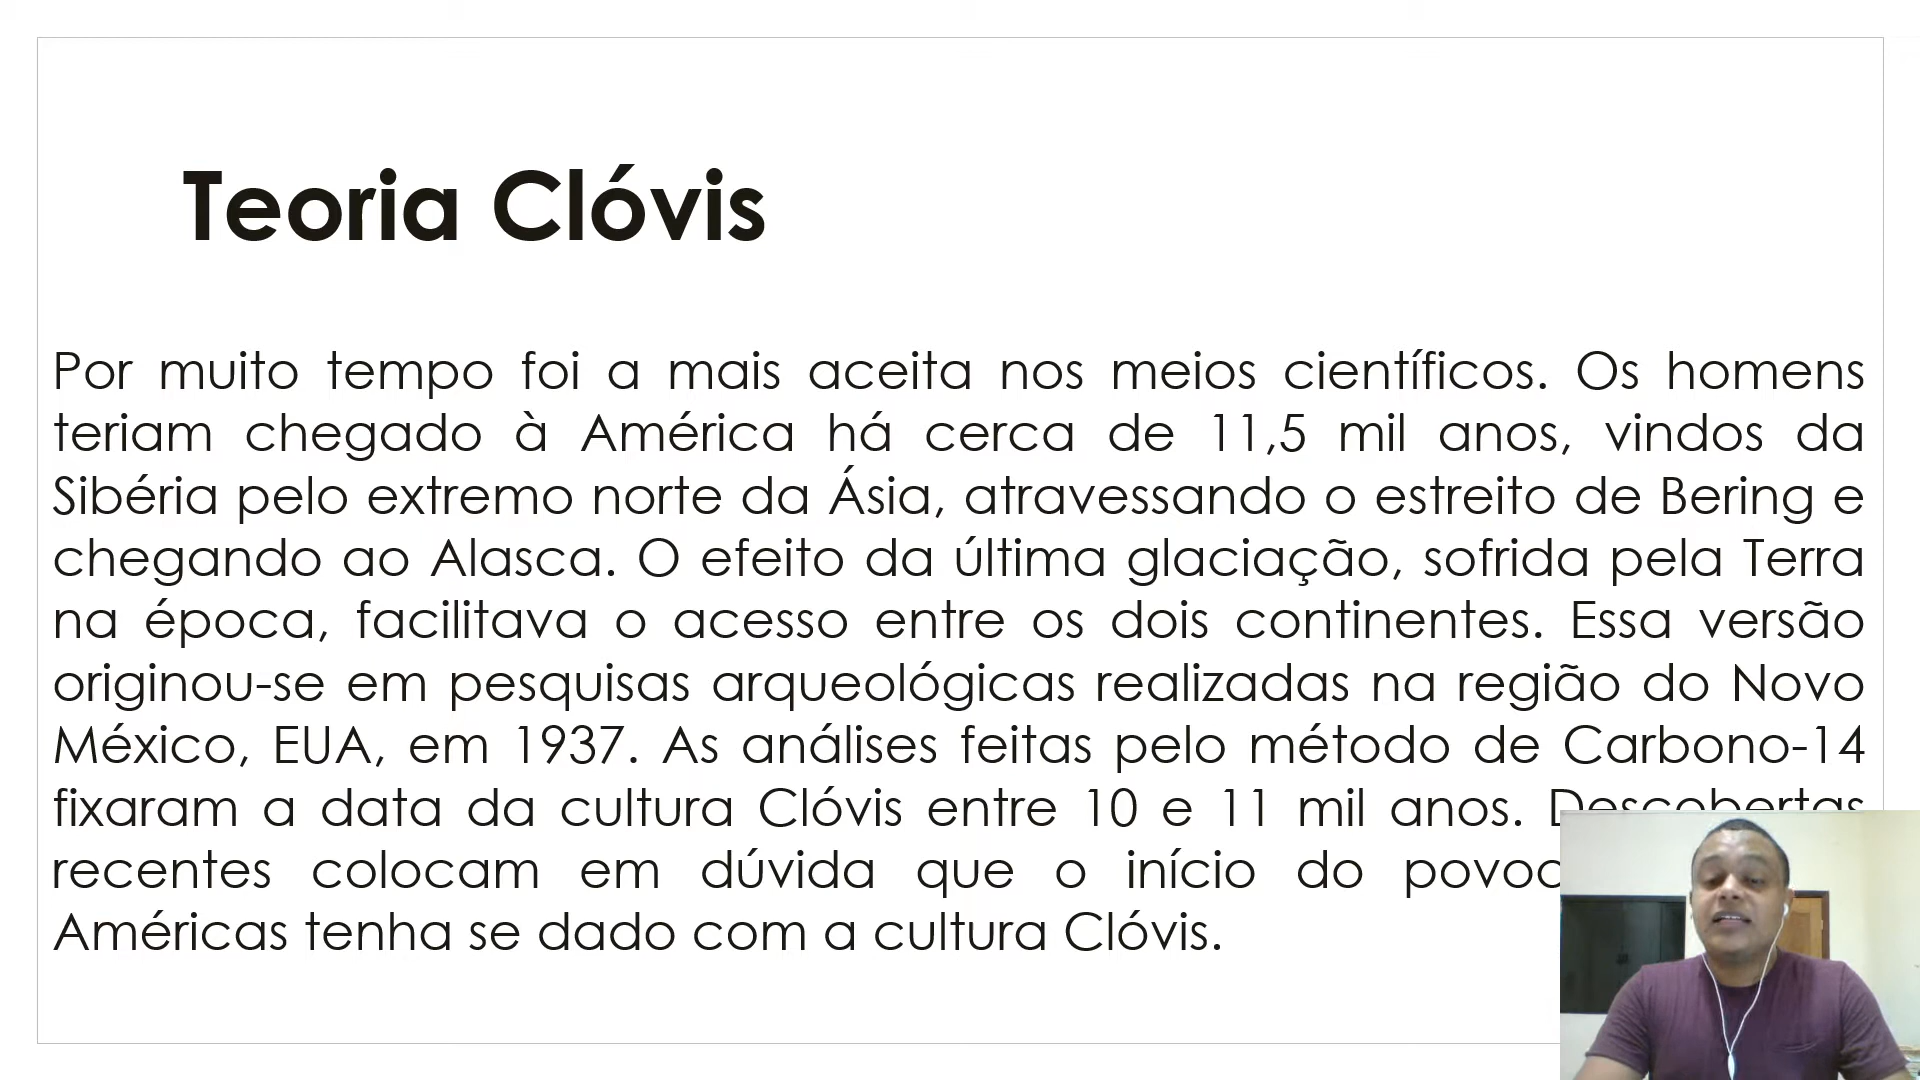 Teoria Clóvis
Por muito tempo foi a mais aceita nos meios científicos. Os homens
teriam chegado à América há cerca de 11,5 mil anos, vindos da
Sibéria pelo extremo norte da Ásia, atravessando o estreito de Bering e
chegando ao Alasca. O efeito da última glaciação, sofrida pela Terra
na época, facilitava o acesso entre os dois continentes. Essa versão
originou-se em pesquisas arqueológicas realizadas na região do Novo
México, EUA, em 1937. As análises feitas pelo método de Carbono-14
fixaram a data da cultura Clóvis entre 10 e 11 mil anos. Descobertas
recentes colocam em dúvida que o início do
Américas tenha se dado com a cultura Clóvis.